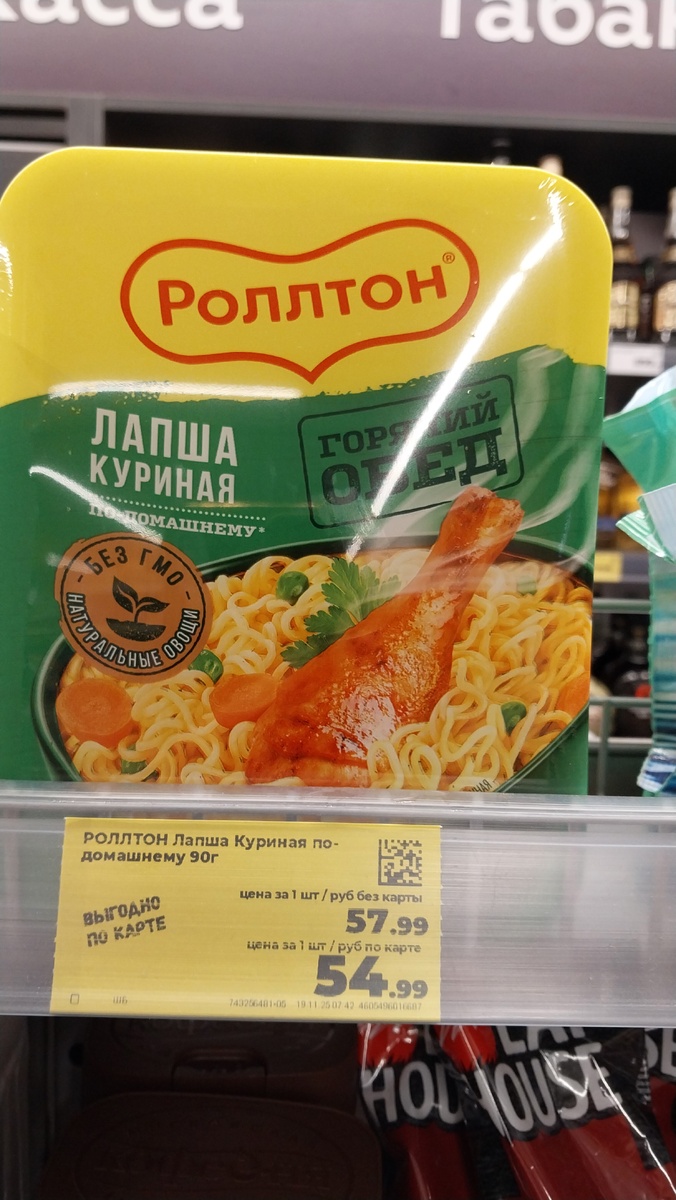 касса
Табак
РОЛЛТОН®
ЛАПША
КУРИНАЯ
ПО-ДОМАШНЕМУ*
ГОРЯЧИЙ
ОБЕД
БЕЗ ГМО
НАТУРАЛЬНЫЕ ОВОЩИ
РОЛЛТОН Лапша Куриная по-
домашнему 90г
цена за 1 шт / руб без карты
57.99
ВЫГОДНО
ПО КАРТЕ
цена за 1 шт / руб по карте
54.99
ШБ
HOUSE